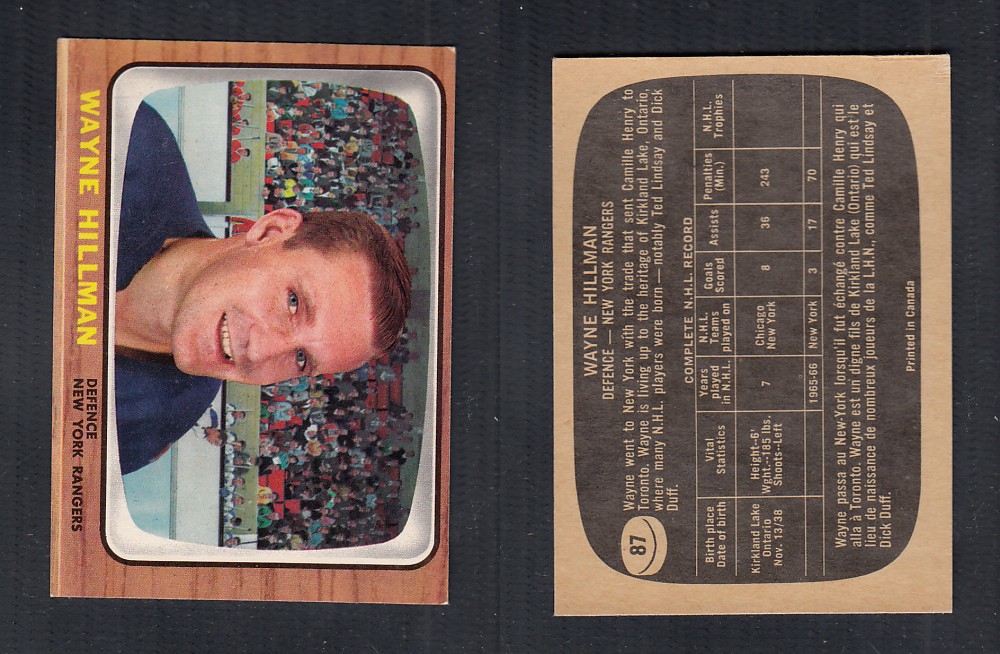 WAYNE HILLMAN
DEFENCE
NEW YORK RANGERS
87
WAYNE HILLMAN
DEFENCE — NEW YORK RANGERS
Wayne went to New York with the trade that sent Camille Henry to
Toronto. Wayne is living up to the heritage of Kirkland Lake, Ontario,
where many N.H.L. players were born—notably Ted Lindsay and Dick
Duff.
COMPLETE N.H.L. RECORD
Birth place
Date of birth
Vital
Statistics
Years
played
in N.H.L.
N.H.L.
Teams
played on
Goals
Scored
Assists
Penalties
(Min.)
N.H.L.
Trophies
Kirkland Lake
Ontario
Nov. 13/38
Height-6'
Wght.-185 lbs.
Shoots-Left
7
Chicago
New York
8
36
243
1965-66
New York
3
17
70
Wayne passa au New-York lorsqu'il fut échangé contre Camille Henry qui
alla à Toronto. Wayne est un digne fils de Kirkland Lake (Ontario) qui est le
lieu de naissance de nombreux joueurs de la L.H.N., comme Ted Lindsay et
Dick Duff.
Printed in Canada